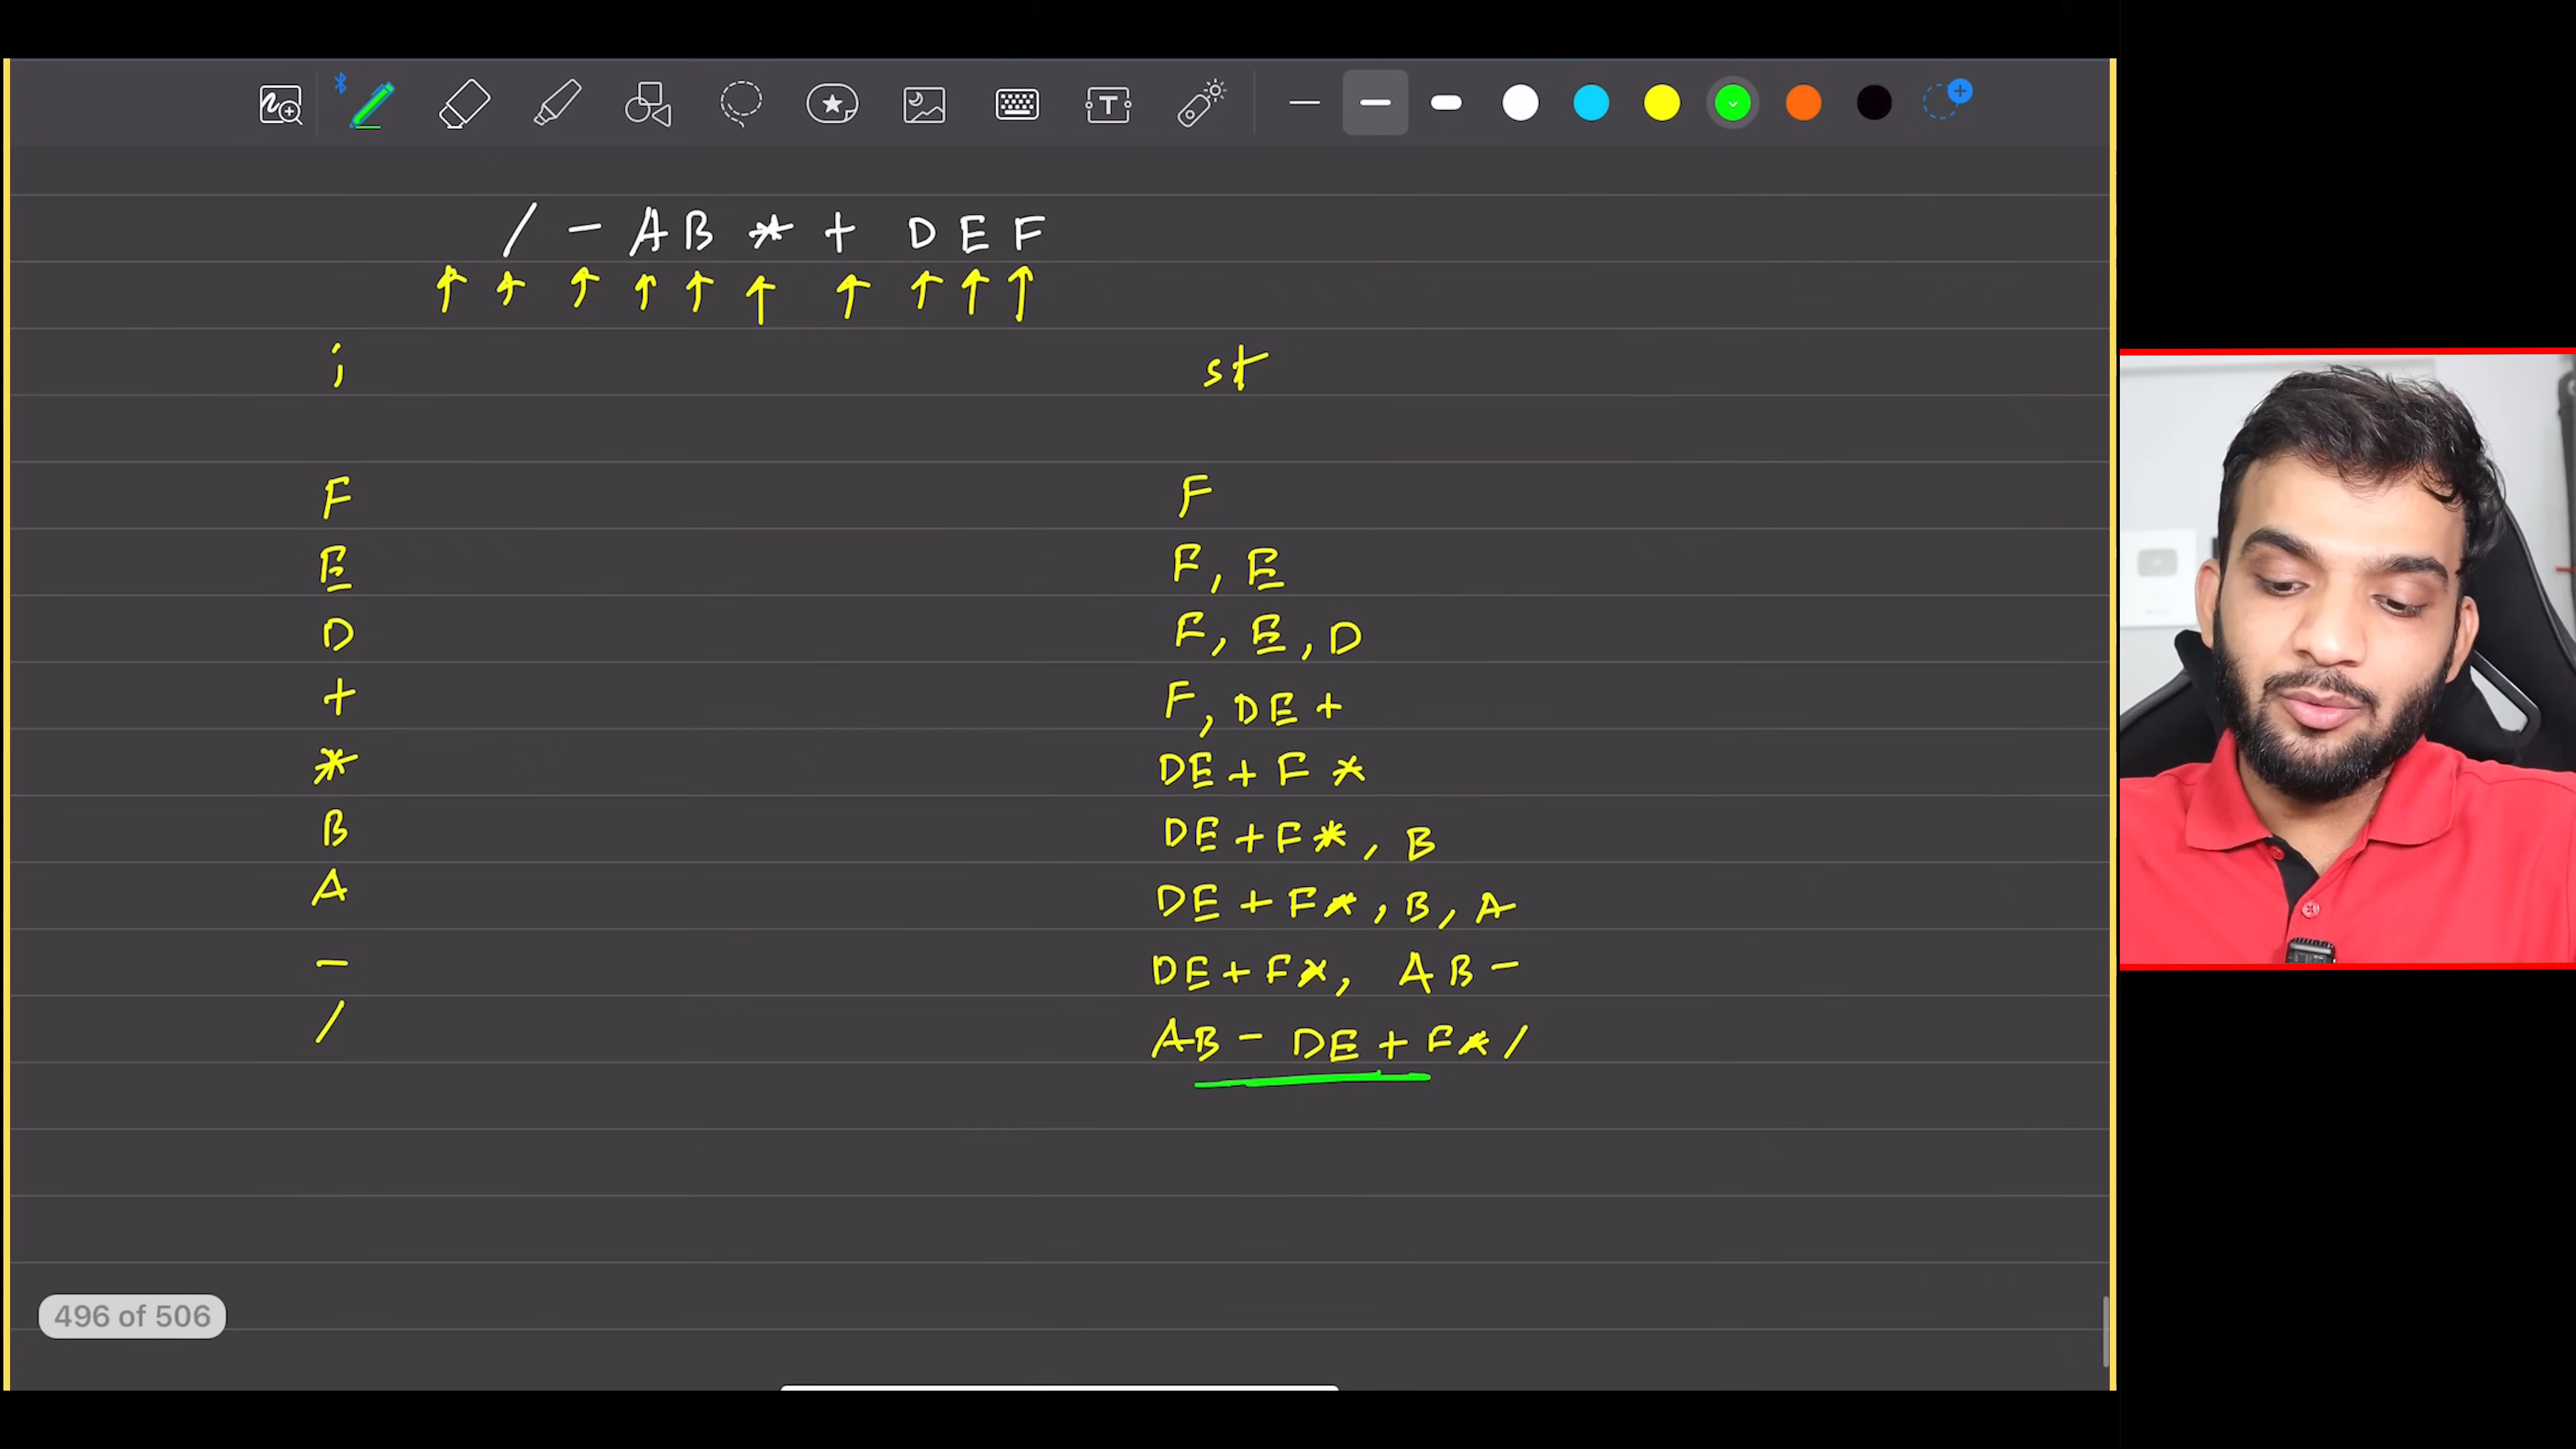 T
/ - A B * + D E F
i st
F F
E F, E
D F, E, D
+ F, DE+
* DE+F*
B DE+F*, B
A DE+F*, B, A
- DE+F*, AB-
/ AB-DE+F*/
496 of 506